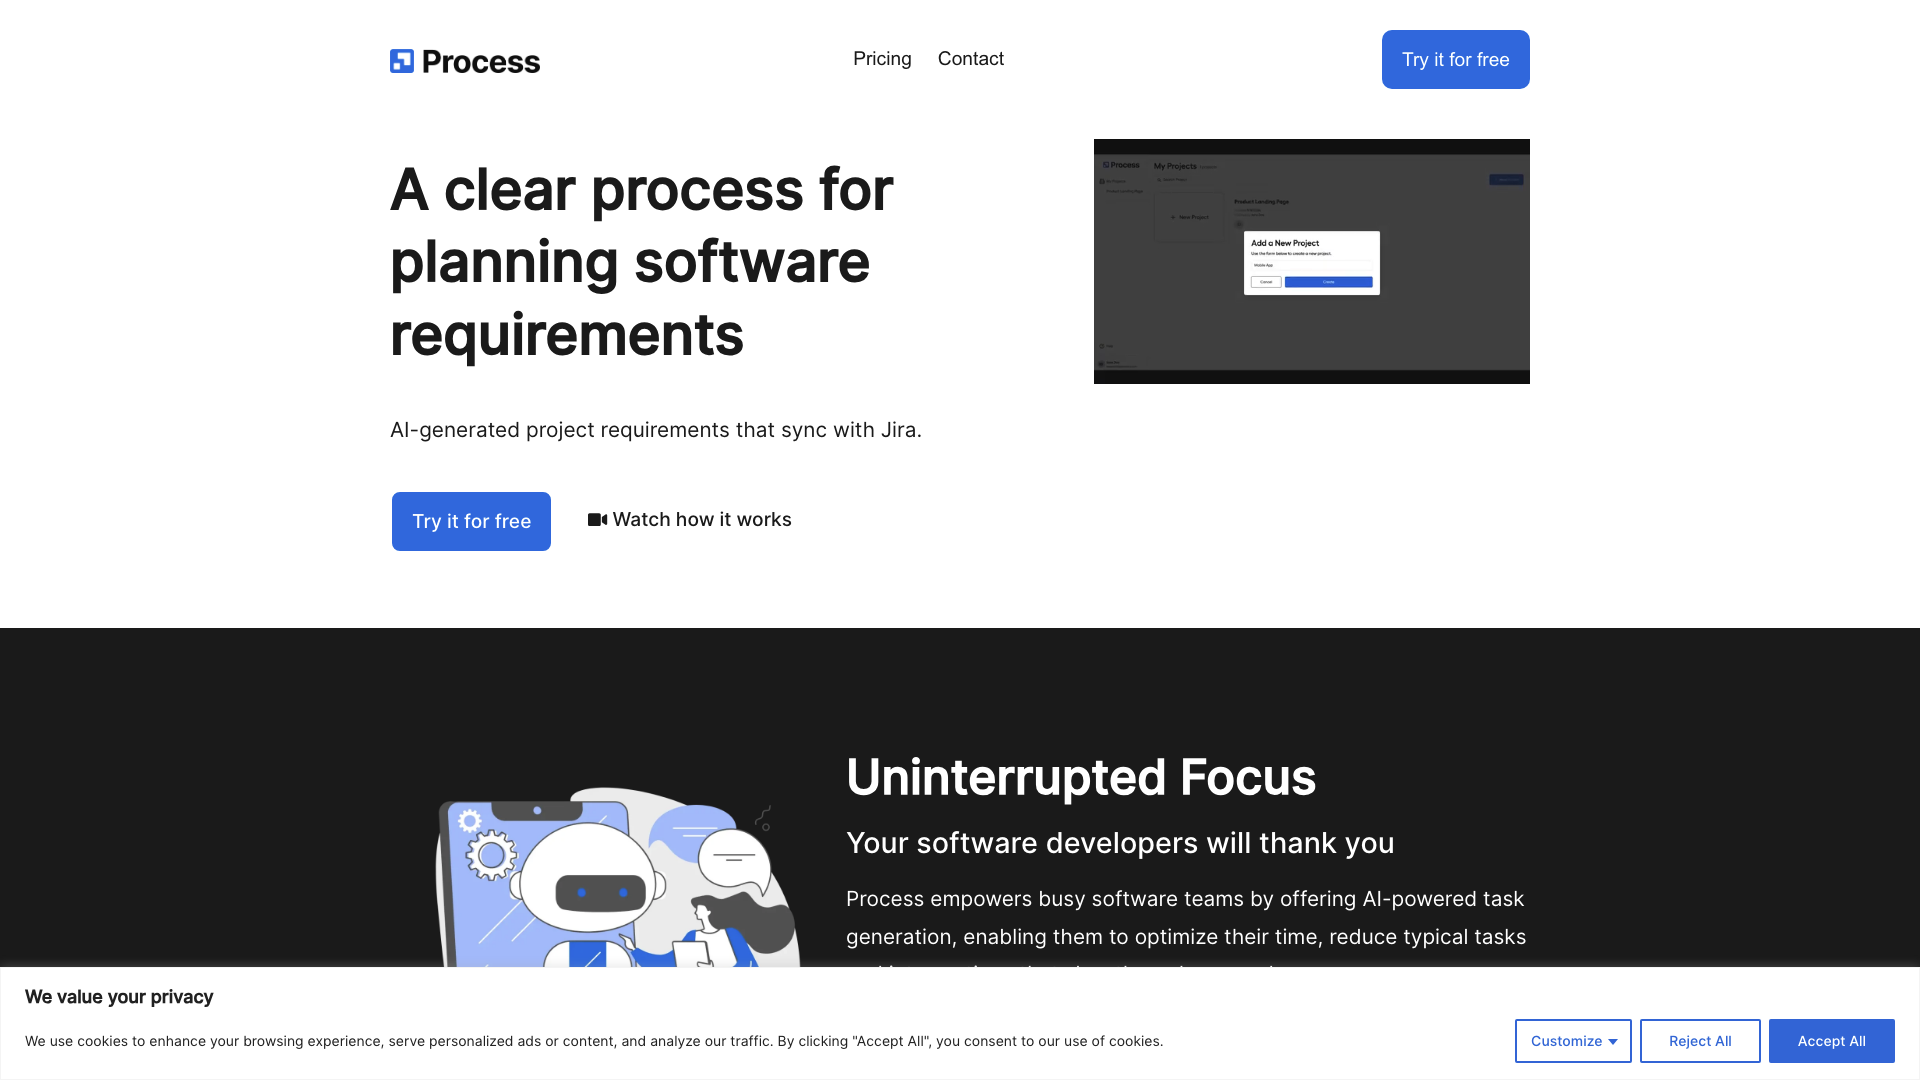 Process
Pricing
Contact
Try it for free
A clear process for
planning software
requirements
AI-generated project requirements that sync with Jira.
Try it for free
Watch how it works
Process
My Projects
New Project
Product Landing Page
Add a New Project
Use the form below to create a new project.
Mobile App
Cancel
Create
Uninterrupted Focus
Your software developers will thank you
Process empowers busy software teams by offering AI-powered task
generation, enabling them to optimize their time, reduce typical tasks
We value your privacy
We use cookies to enhance your browsing experience, serve personalized ads or content, and analyze our traffic. By clicking "Accept All", you consent to our use of cookies.
Customize
Reject All
Accept All